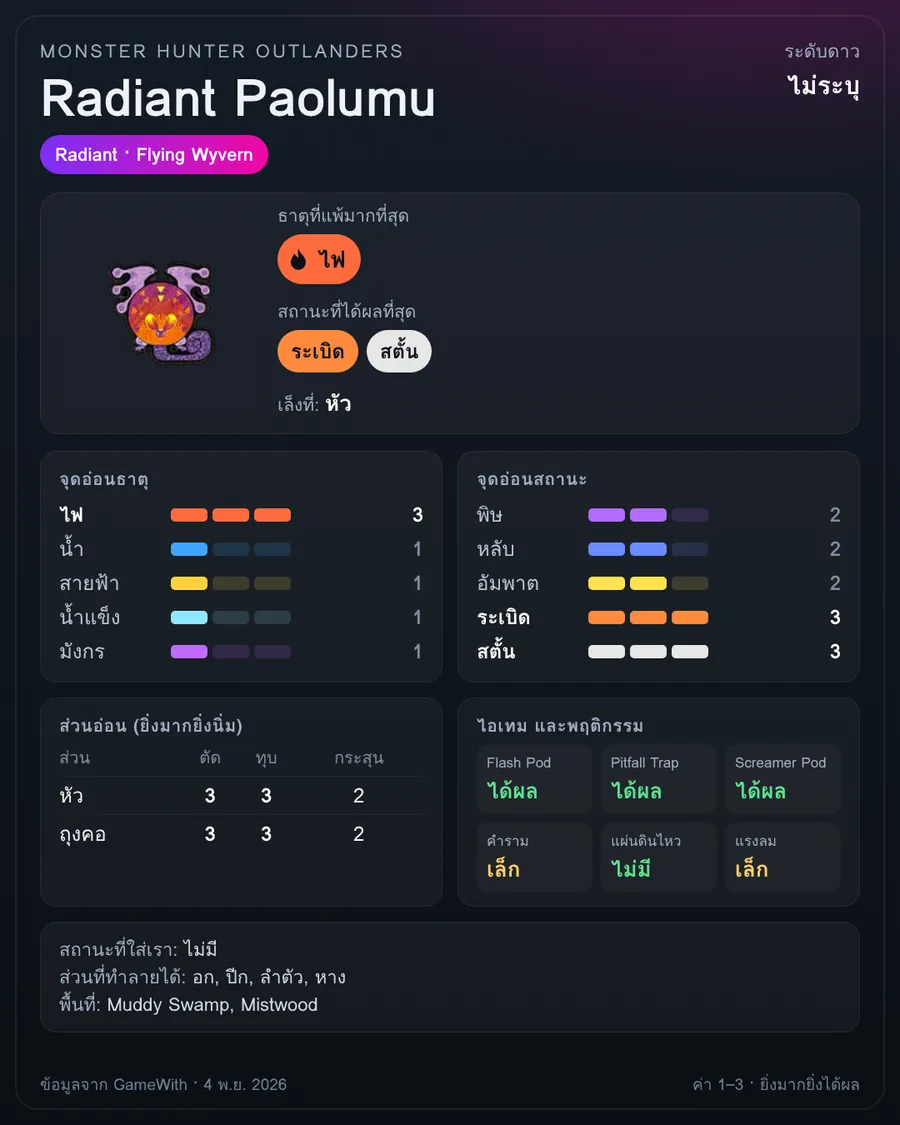 MONSTER HUNTER OUTLANDERS
ระดับดาว
Radiant Paolumu
ไม่ระบุ
Radiant · Flying Wyvern
ธาตุที่แพ้มากที่สุด
ไฟ
สถานะที่ได้ผลที่สุด
ระเบิด สตั้น
เล็งที่: หัว
จุดอ่อนธาตุ
ไฟ 3
น้ำ 1
สายฟ้า 1
น้ำแข็ง 1
มังกร 1
จุดอ่อนสถานะ
พิษ 2
หลับ 2
อัมพาต 2
ระเบิด 3
สตั้น 3
ส่วนอ่อน (ยิ่งมากยิ่งนิ่ม)
ส่วน ตัด ทุบ กระสุน
หัว 3 3 2
ถุงคอ 3 3 2
ไอเทม และพฤติกรรม
Flash Pod Pitfall Trap Screamer Pod
ได้ผล ได้ผล ได้ผล
คำราม แผ่นดินไหว แรงลม
เล็ก ไม่มี เล็ก
สถานะที่ใส่เรา: ไม่มี
ส่วนที่ทำลายได้: อก, ปีก, ลำตัว, หาง
พื้นที่: Muddy Swamp, Mistwood
ข้อมูลจาก GameWith · 4 พ.ย. 2026
ค่า 1–3 · ยิ่งมากยิ่งได้ผล